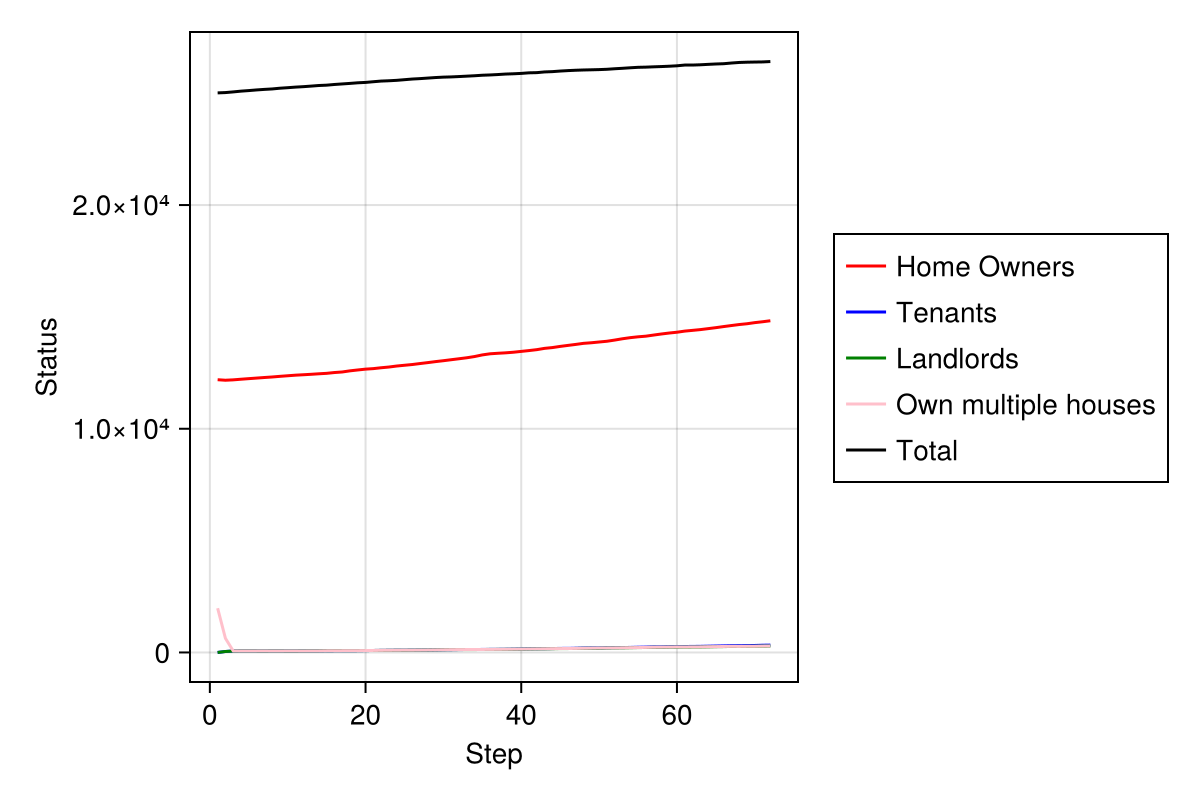 Status
2.0×10⁴
1.0×10⁴
0
0 20 40 60
Step
Home Owners
Tenants
Landlords
Own multiple houses
Total